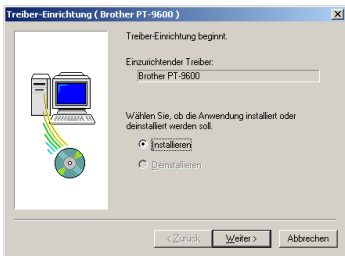 Treiber-Einrichtung ( Brother PT-9600 )
Treiber-Einrichtung beginnt.
Einzurichtender Treiber:
Brother PT-9600
Wählen Sie, ob die Anwendung installiert oder
deinstalliert werden soll.
Installieren
Deinstallieren
< Zurück
Weiter >
Abbrechen